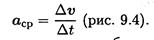 a_ср = Δv/Δt (рис. 9.4).